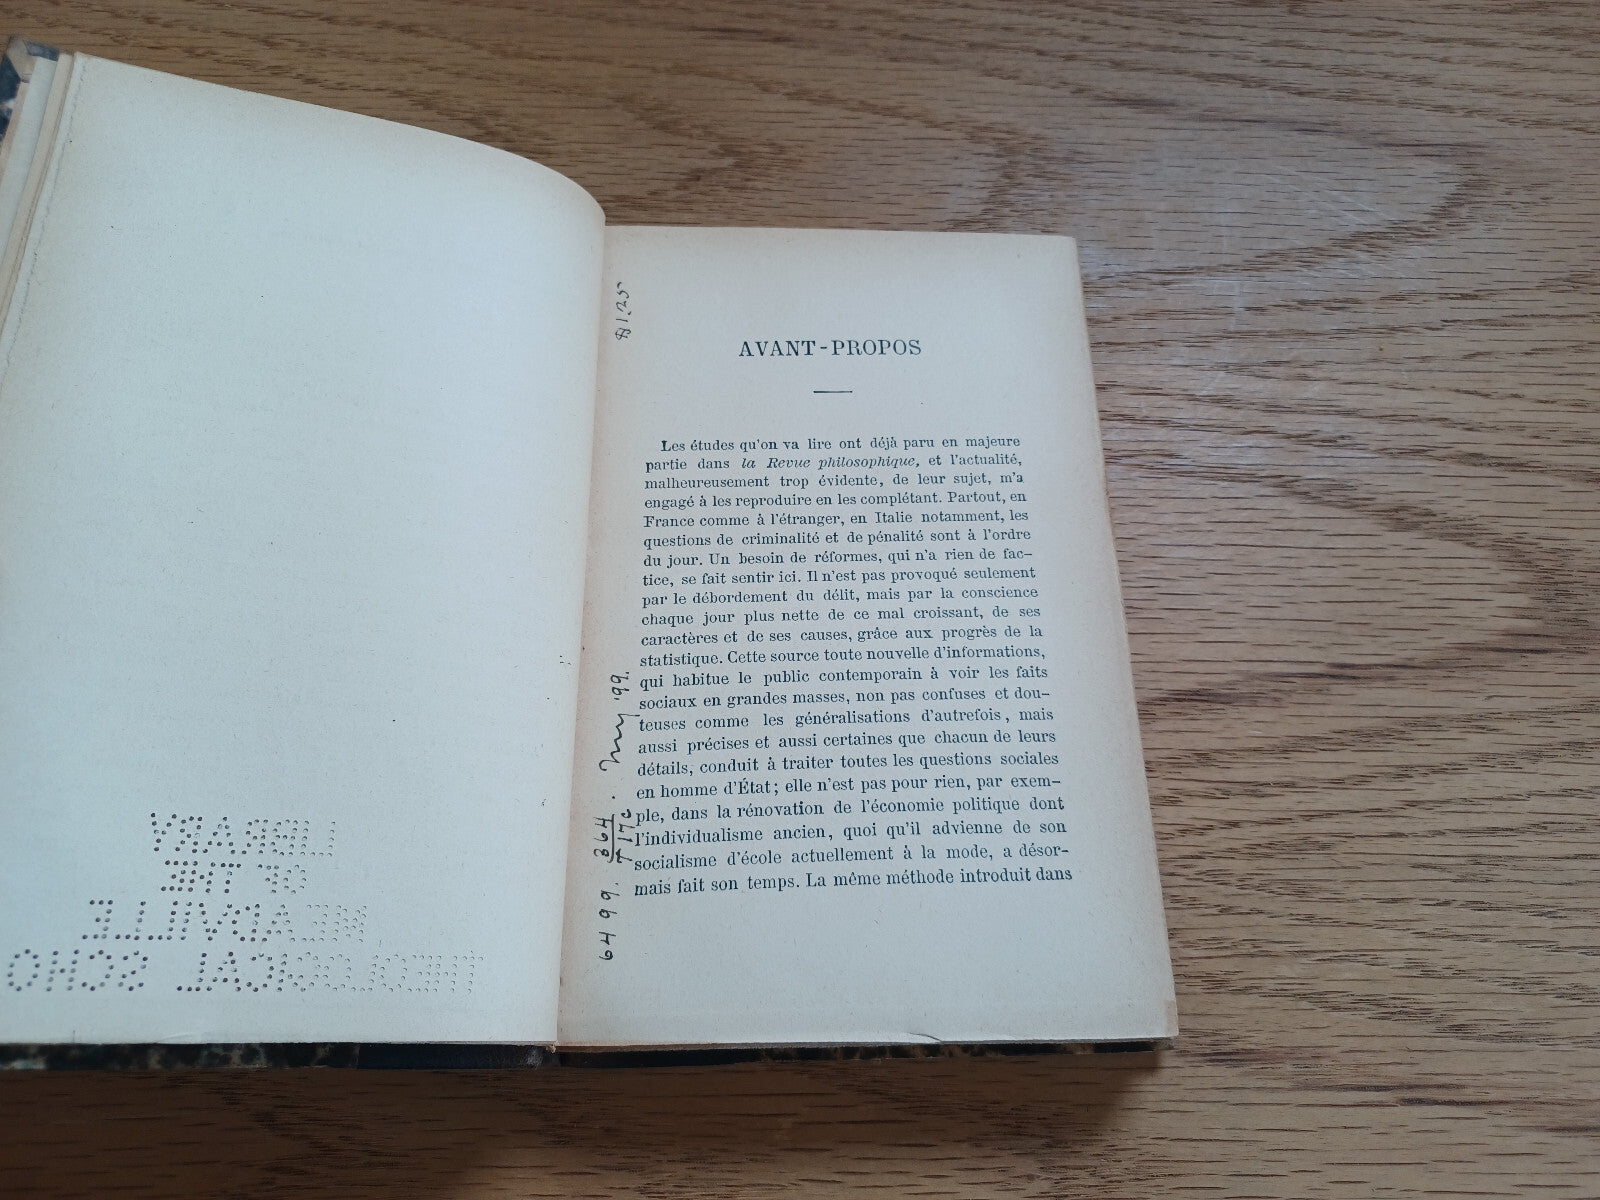 LIBRARY
OF THE
MEADVILLE
THEOLOGICAL SCHO
$1.25
AVANT-PROPOS
Les études qu'on va lire ont déjà paru en majeure
partie dans la Revue philosophique, et l'actualité,
malheureusement trop évidente, de leur sujet, m'a
engagé à les reproduire en les complétant. Partout, en
France comme à l'étranger, en Italie notamment, les
questions de criminalité et de pénalité sont à l'ordre
du jour. Un besoin de réformes, qui n'a rien de fac-
tice, se fait sentir ici. Il n'est pas provoqué seulement
par le débordement du délit, mais par la conscience
chaque jour plus nette de ce mal croissant, de ses
caractères et de ses causes, grâce aux progrès de la
statistique. Cette source toute nouvelle d'informations,
qui habitue le public contemporain à voir les faits
sociaux en grandes masses, non pas confuses et dou-
teuses comme les généralisations d'autrefois, mais
aussi précises et aussi certaines que chacun de leurs
détails, conduit à traiter toutes les questions sociales
en homme d'État; elle n'est pas pour rien, par exem-
ple, dans la rénovation de l'économie politique dont
l'individualisme ancien, quoi qu'il advienne de son
socialisme d'école actuellement à la mode, a désor-
mais fait son temps. La même méthode introduit dans
6499. 364 . My '99.
T17c